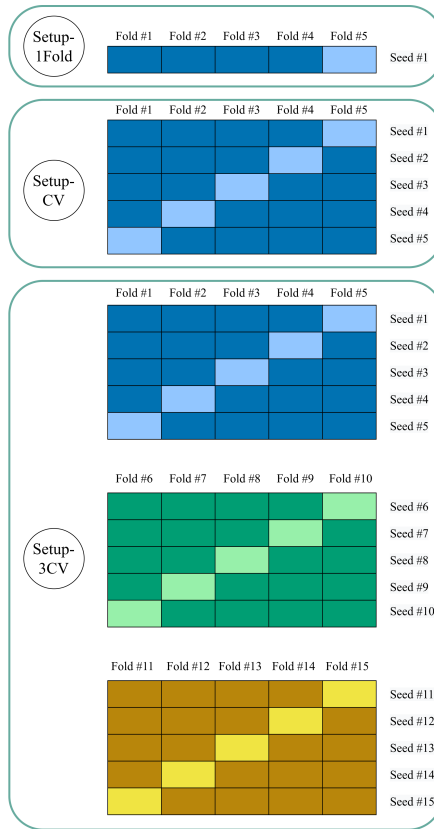 Setup-
1Fold
Fold #1 Fold #2 Fold #3 Fold #4 Fold #5
Seed #1
Setup-
CV
Fold #1 Fold #2 Fold #3 Fold #4 Fold #5
Seed #1
Seed #2
Seed #3
Seed #4
Seed #5
Setup-
3CV
Fold #1 Fold #2 Fold #3 Fold #4 Fold #5
Seed #1
Seed #2
Seed #3
Seed #4
Seed #5
Fold #6 Fold #7 Fold #8 Fold #9 Fold #10
Seed #6
Seed #7
Seed #8
Seed #9
Seed #10
Fold #11 Fold #12 Fold #13 Fold #14 Fold #15
Seed #11
Seed #12
Seed #13
Seed #14
Seed #15